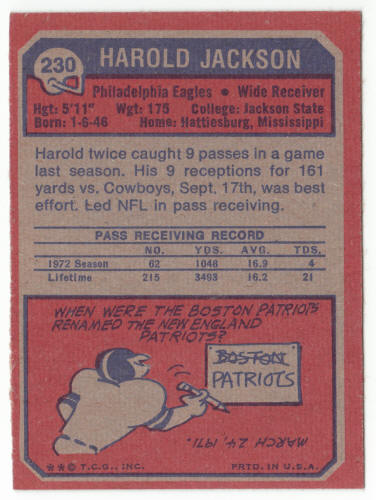 230
HAROLD JACKSON
Philadelphia Eagles • Wide Receiver
Hgt: 5'11" Wgt: 175 College: Jackson State
Born: 1-6-46 Home: Hattiesburg, Mississippi
Harold twice caught 9 passes in a game
last season. His 9 receptions for 161
yards vs. Cowboys, Sept. 17th, was best
effort. Led NFL in pass receiving.
PASS RECEIVING RECORD
NO. YDS. AVG. TDS.
1972 Season 62 1048 16.9 4
Lifetime 215 3493 16.2 21
WHEN WERE THE BOSTON PATRIOTS
RENAMED THE NEW ENGLAND
PATRIOTS?
BOSTON
PATRIOTS
MARCH 24, 1971.
**© T.C.G., INC. PRTD. IN U.S.A.